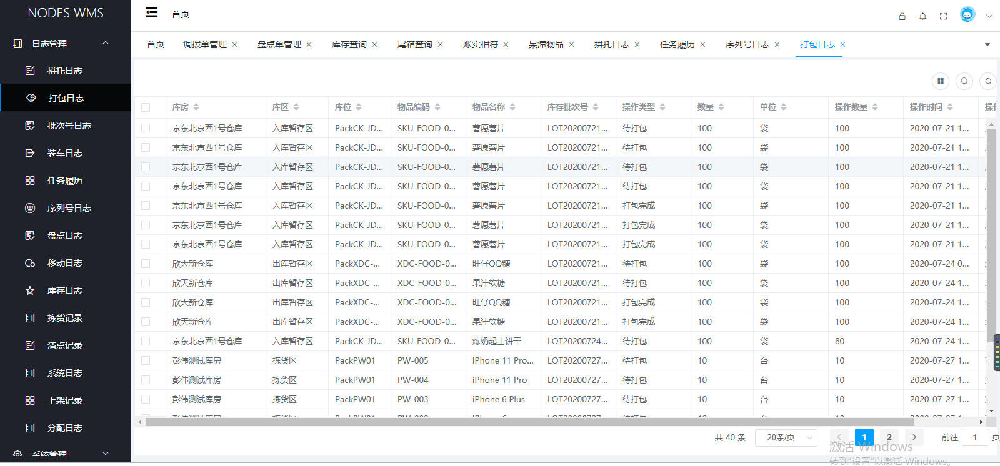 NODES WMS
首页
日志管理
拼托日志
打包日志
批次号日志
装车日志
任务履历
序列号日志
盘点日志
移动日志
库存日志
拣货记录
清点记录
系统日志
上架记录
分配日志
系统管理
首页 调拨单管理 盘点单管理 库存查询 尾箱查询 账实相符 呆滞物品 拼托日志 任务履历 序列号日志 打包日志
库房 库区 库位 物品编码 物品名称 库存批次号 操作类型 数量 单位 操作数量 操作时间 操作
京东北京西1号仓库 入库暂存区 PackCK-JD... SKU-FOOD-0... 薯愿薯片 LOT20200721... 待打包 100 袋 100 2020-07-21 1...
京东北京西1号仓库 入库暂存区 PackCK-JD... SKU-FOOD-0... 薯愿薯片 LOT20200721... 待打包 100 袋 100 2020-07-21 1...
京东北京西1号仓库 入库暂存区 PackCK-JD... SKU-FOOD-0... 薯愿薯片 LOT20200721... 待打包 100 袋 100 2020-07-21 1...
京东北京西1号仓库 入库暂存区 PackCK-JD... SKU-FOOD-0... 薯愿薯片 LOT20200721... 待打包 100 袋 100 2020-07-21 1...
京东北京西1号仓库 入库暂存区 PackCK-JD... SKU-FOOD-0... 薯愿薯片 LOT20200721... 打包完成 100 袋 100 2020-07-21 1...
京东北京西1号仓库 入库暂存区 PackCK-JD... SKU-FOOD-0... 薯愿薯片 LOT20200721... 打包完成 100 袋 100 2020-07-21 1...
京东北京西1号仓库 入库暂存区 PackCK-JD... SKU-FOOD-0... 薯愿薯片 LOT20200721... 打包完成 100 袋 100 2020-07-21 1...
欣天新仓库 出库暂存区 PackXDC-... XDC-FOOD-0... 旺仔QQ糖 LOT20200721... 待打包 100 袋 100 2020-07-24 0...
欣天新仓库 出库暂存区 PackXDC-... XDC-FOOD-0... 果汁软糖 LOT20200721... 待打包 100 袋 100 2020-07-24 1...
欣天新仓库 出库暂存区 PackXDC-... XDC-FOOD-0... 旺仔QQ糖 LOT20200721... 打包完成 100 袋 100 2020-07-24 1...
欣天新仓库 出库暂存区 PackXDC-... XDC-FOOD-0... 果汁软糖 LOT20200721... 打包完成 100 袋 100 2020-07-24 1...
京东北京西1号仓库 入库暂存区 PackCK-JD... SKU-FOOD-0... 炼奶起士饼干 LOT20200724... 待打包 100 袋 80 2020-07-24 1...
彭伟测试库房 拣货区 PackPW01 PW-005 iPhone 11 Pro... LOT20200727... 待打包 10 台 10 2020-07-27 1...
彭伟测试库房 拣货区 PackPW01 PW-004 iPhone 11 Pro LOT20200727... 待打包 10 台 10 2020-07-27 1...
彭伟测试库房 拣货区 PackPW01 PW-003 iPhone 6 Plus LOT20200727... 待打包 10 台 10 2020-07-27 1...
共 40 条 20条/页 1 2 前往 1 页
激活 Windows
转到"设置"以激活 Windows。